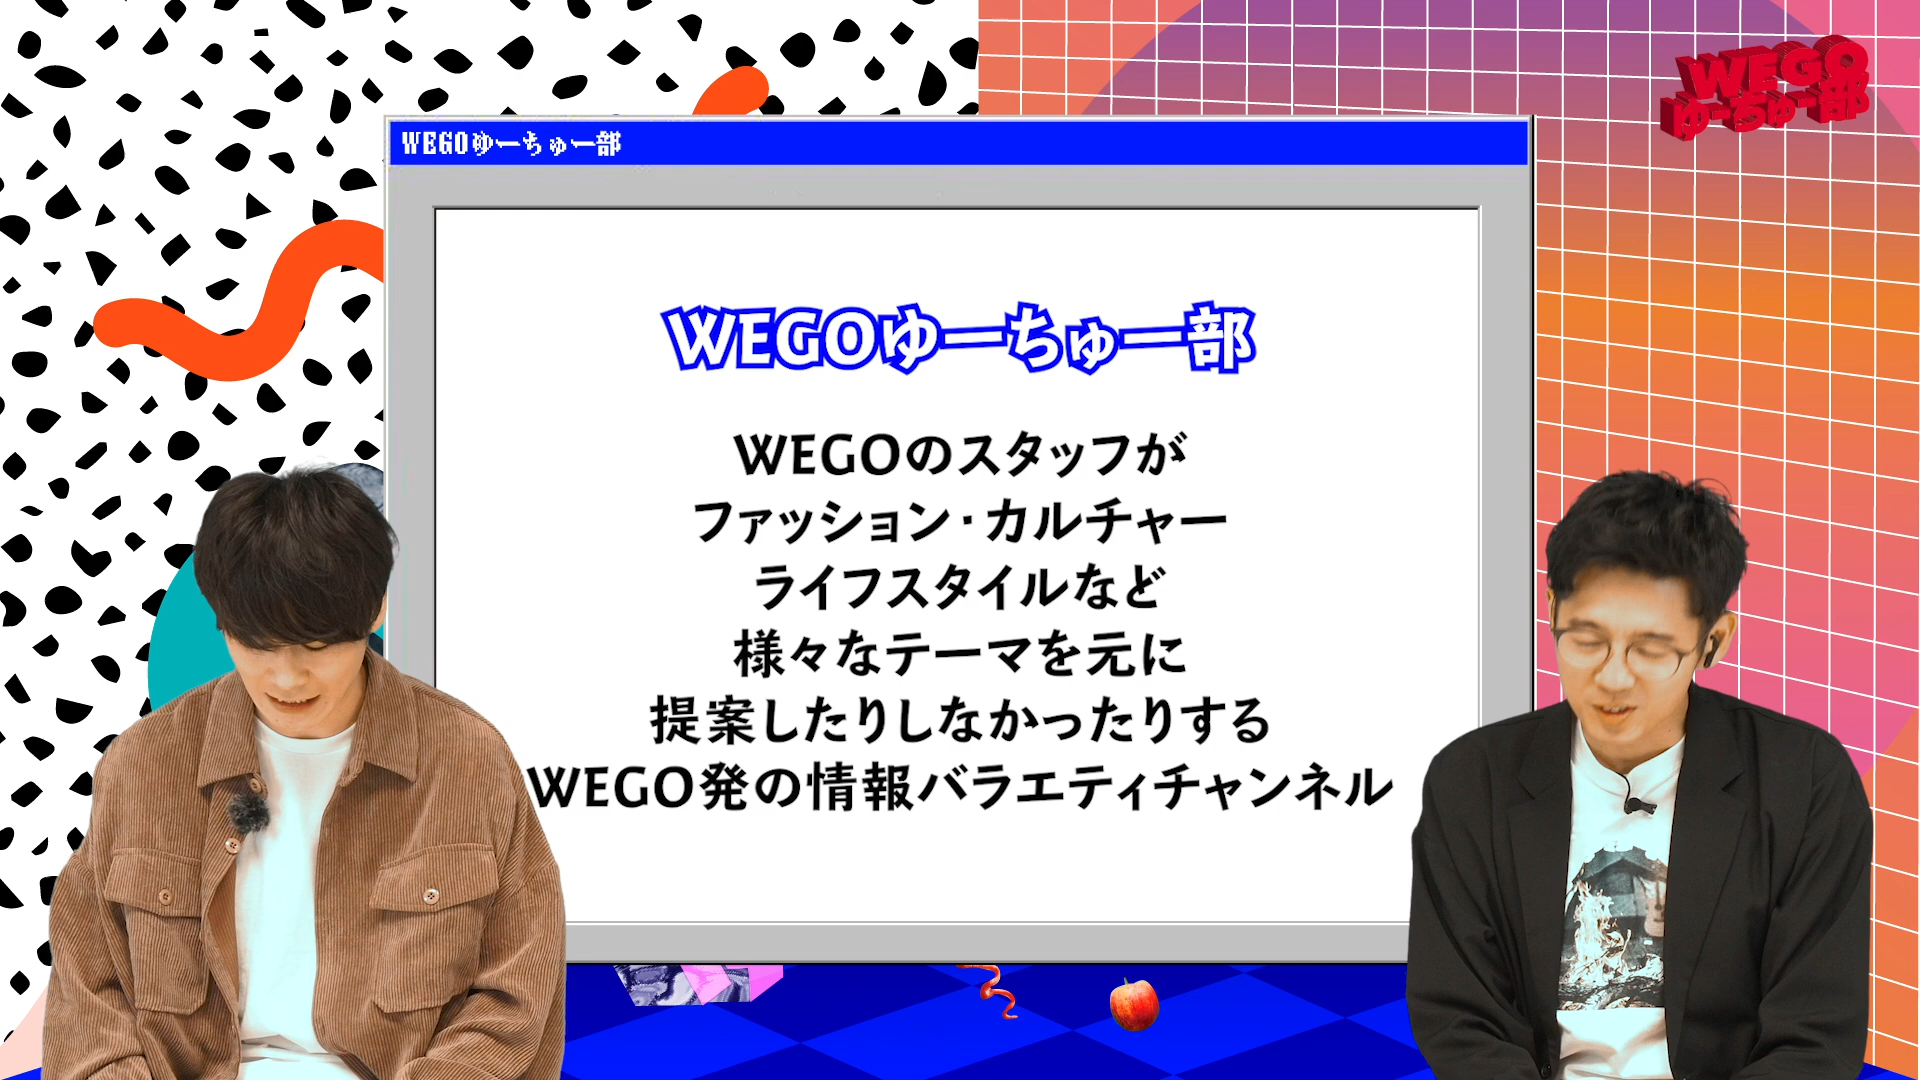 WEGO
ゆーちゅー部
WEGOゆーちゅー部
WEGOゆーちゅー部
WEGOのスタッフが
ファッション・カルチャー
ライフスタイルなど
様々なテーマを元に
提案したりしなかったりする
WEGO発の情報バラエティチャンネル